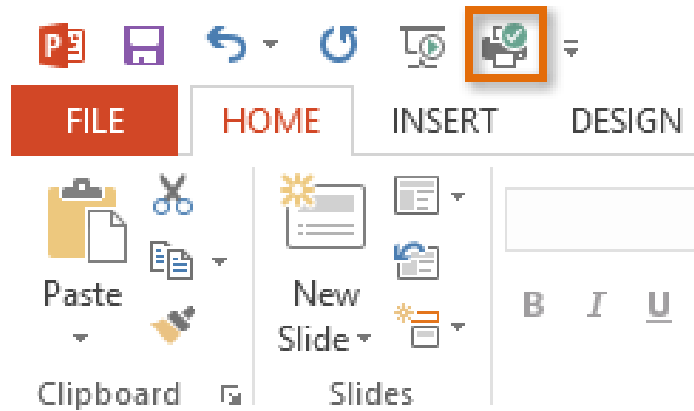 FILE HOME INSERT DESIGN
Paste
New
Slide
B I U
Clipboard Slides